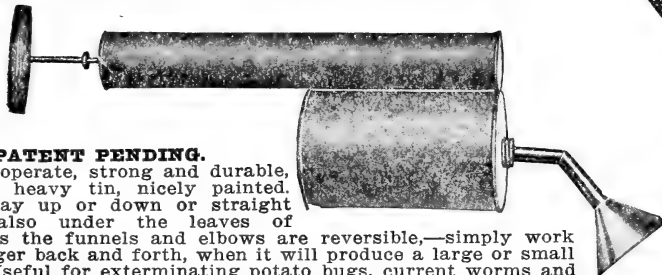 PATENT PENDING.
operate, strong and durable,
heavy tin, nicely painted.
ay up or down or straight
also under the leaves of
s the funnels and elbows are reversible,—simply work
ger back and forth, when it will produce a large or small
seful for exterminating potato bugs, current worms and